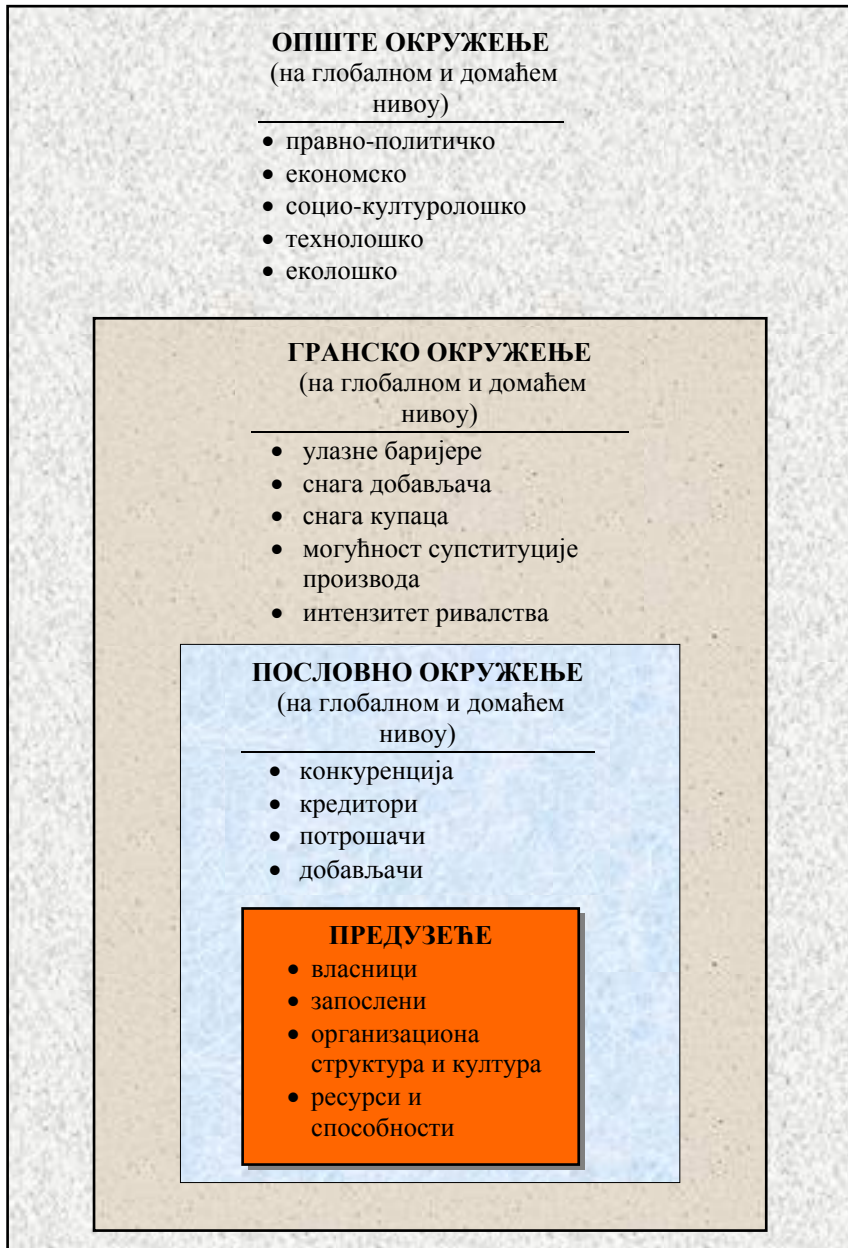 ОПШТЕ ОКРУЖЕЊЕ
(на глобалном и домаћем
нивоу)
• правно-политичко
• економско
• социо-културолошко
• технолошко
• еколошко
ГРАНСКО ОКРУЖЕЊЕ
(на глобалном и домаћем
нивоу)
• улазне баријере
• снага добављача
• снага купаца
• могућност супституције
производа
• интензитет ривалства
ПОСЛОВНО ОКРУЖЕЊЕ
(на глобалном и домаћем
нивоу)
• конкуренција
• кредитори
• потрошачи
• добављачи
ПРЕДУЗЕЋЕ
• власници
• запослени
• организациона
структура и култура
• ресурси и
способности